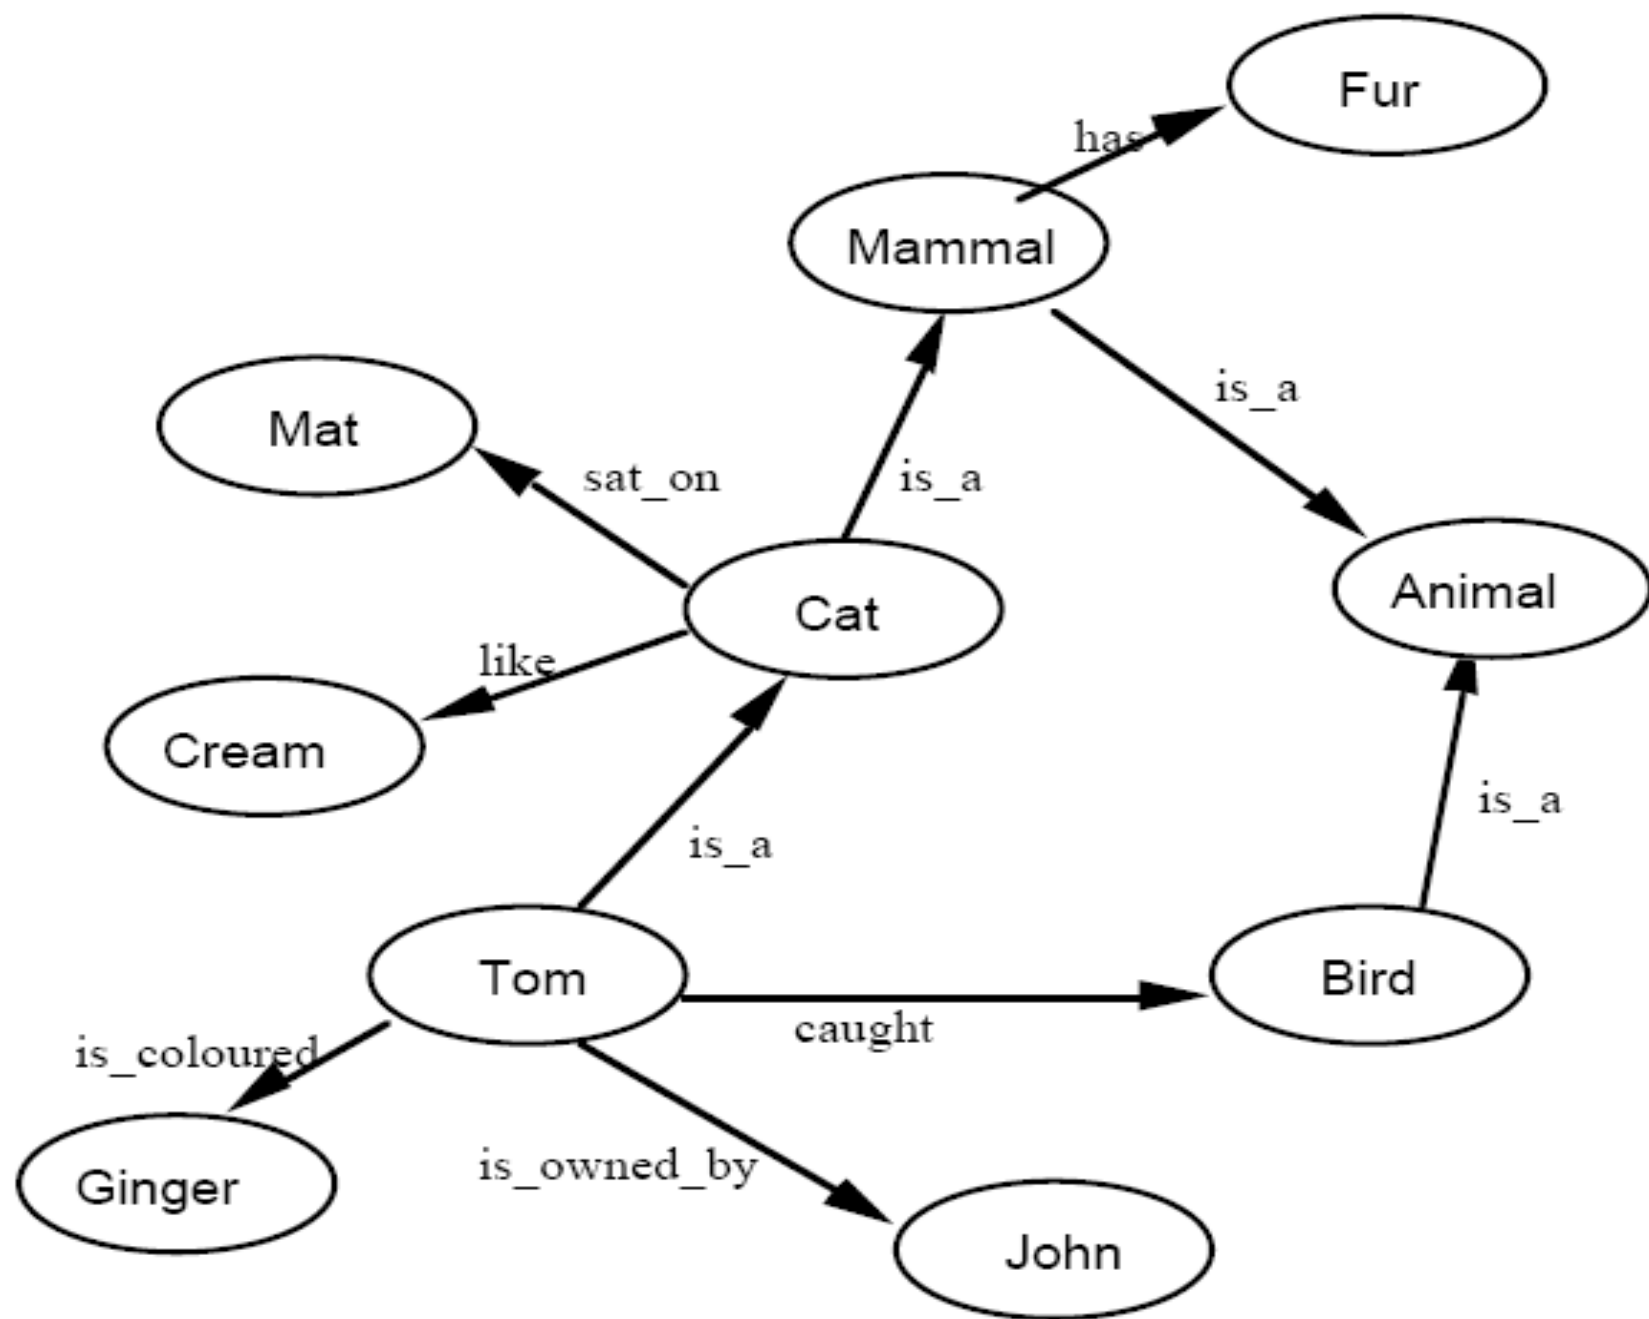 Fur
has
Mammal
is_a
Mat
sat_on
is_a
Animal
Cat
like
Cream
is_a
is_a
Tom
Bird
caught
is_coloured
Ginger
is_owned_by
John